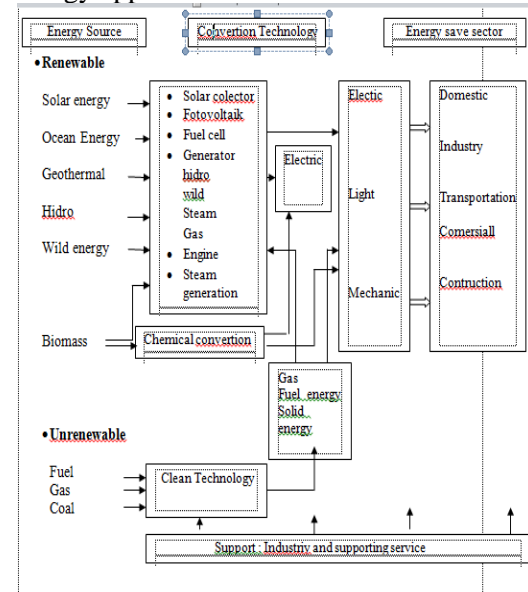 Energy Source
Convertion Technology
Energy save sector
• Renewable
Solar energy
Ocean Energy
Geothermal
Hidro
Wild energy
Biomass
• Solar colector
• Fotovoltaik
• Fuel cell
• Generator
hidro
wild
Steam
Gas
• Engine
• Steam
generation
Electric
Chemical convertion
Electic
Light
Mechanic
Domestic
Industry
Transportation
Comersiall
Contruction
Gas
Fuel energy
Solid
energy
• Unrenewable
Fuel
Gas
Coal
Clean Technology
Support : Industriy and supporting service